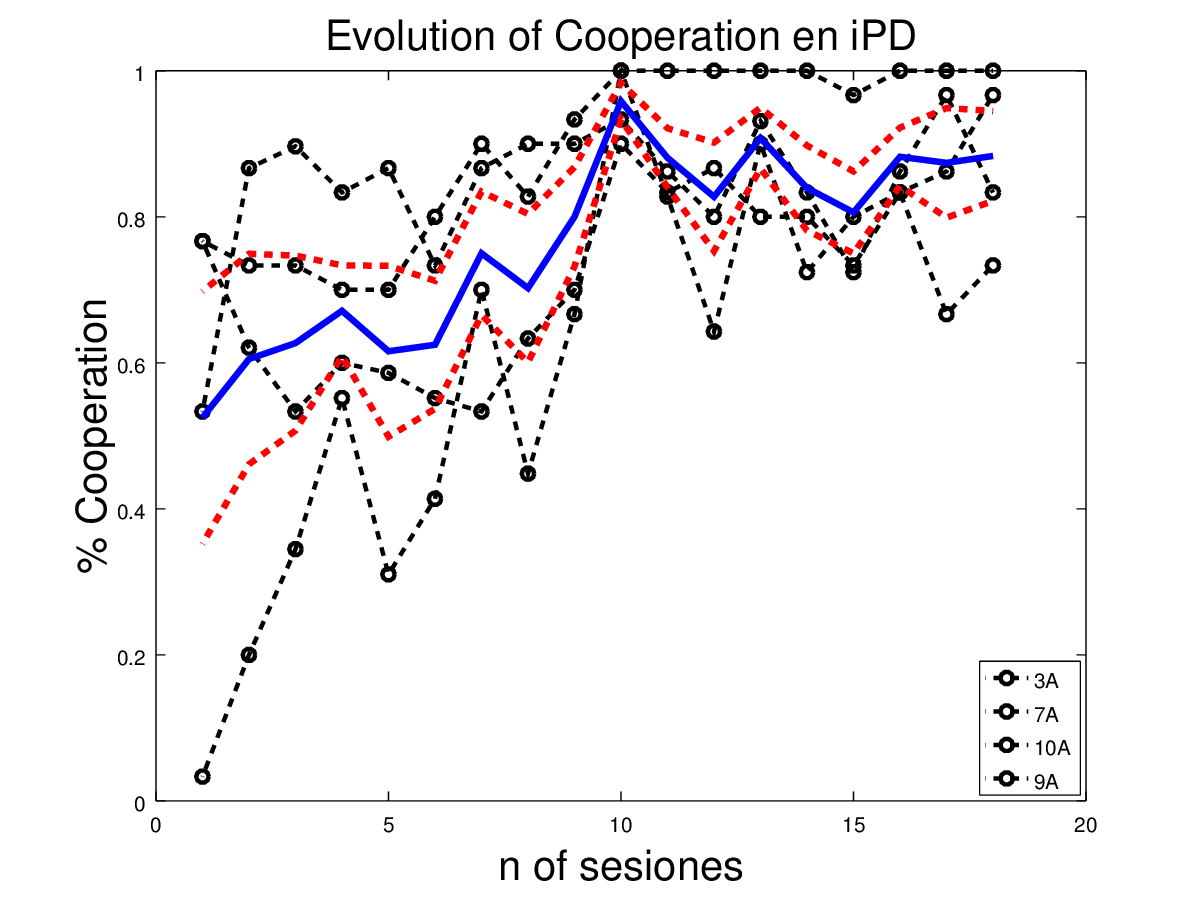 Evolution of Cooperation en iPD
% Cooperation
1
0.8
0.6
0.4
0.2
0
0 5 10 15 20
n of sesiones
3A
7A
10A
9A